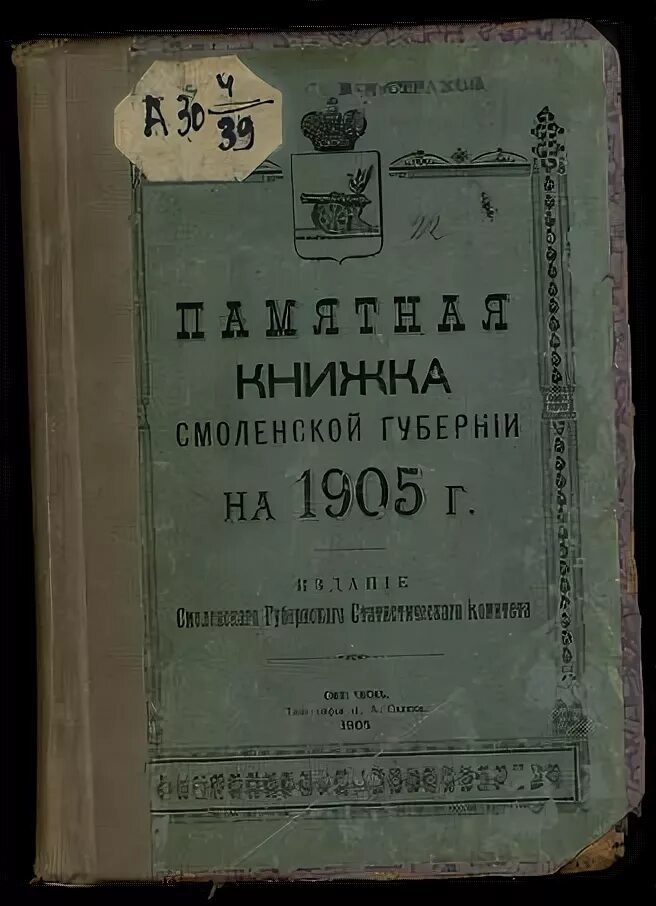 А 30 4/39
ПАМЯТНАЯ
КНИЖКА
СМОЛЕНСКОЙ ГУБЕРНІИ
НА 1905 Г.
ИЗДАНІЕ
Смоленскаго Губернскаго Статистическаго Комитета
1905